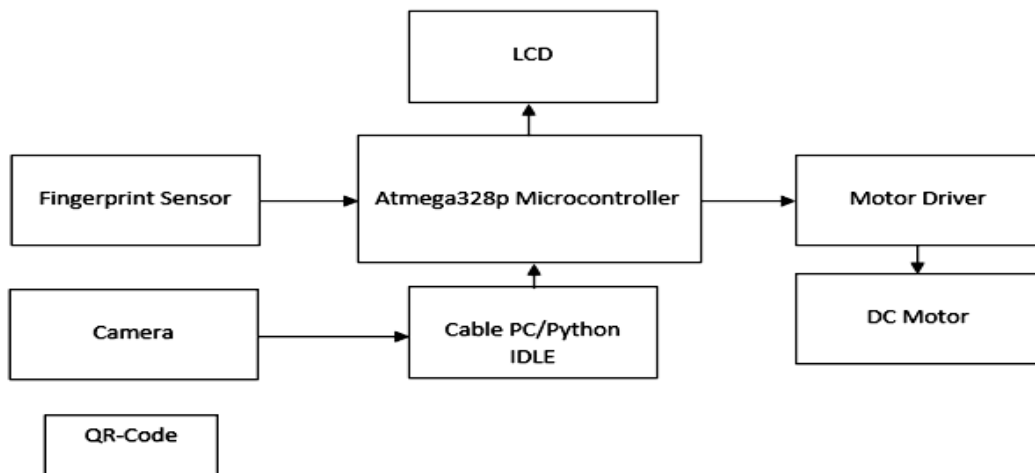 LCD
Fingerprint Sensor
Atmega328p Microcontroller
Motor Driver
Camera
Cable PC/Python
IDLE
DC Motor
QR-Code